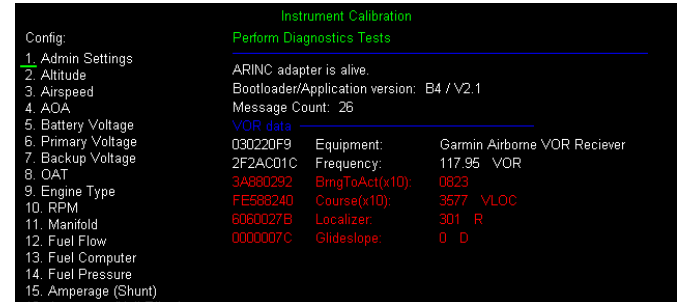 Instrument Calibration
Config:
Perform Diagnostics Tests
1. Admin Settings
2. Altitude
3. Airspeed
4. AOA
5. Battery Voltage
6. Primary Voltage
7. Backup Voltage
8. OAT
9. Engine Type
10. RPM
11. Manifold
12. Fuel Flow
13. Fuel Computer
14. Fuel Pressure
15. Amperage (Shunt)
ARINC adapter is alive.
Bootloader/Application version: B4 / V2.1
Message Count: 26
VOR data
030220F9 Equipment: Garmin Airborne VOR Reciever
2F2AC01C Frequency: 117.95 VOR
3A880292 BrngToAct(x10): 0823
FE588240 Course(x10): 3577 VLOC
6060027B Localizer: 301 R
0000007C Glideslope: 0 D